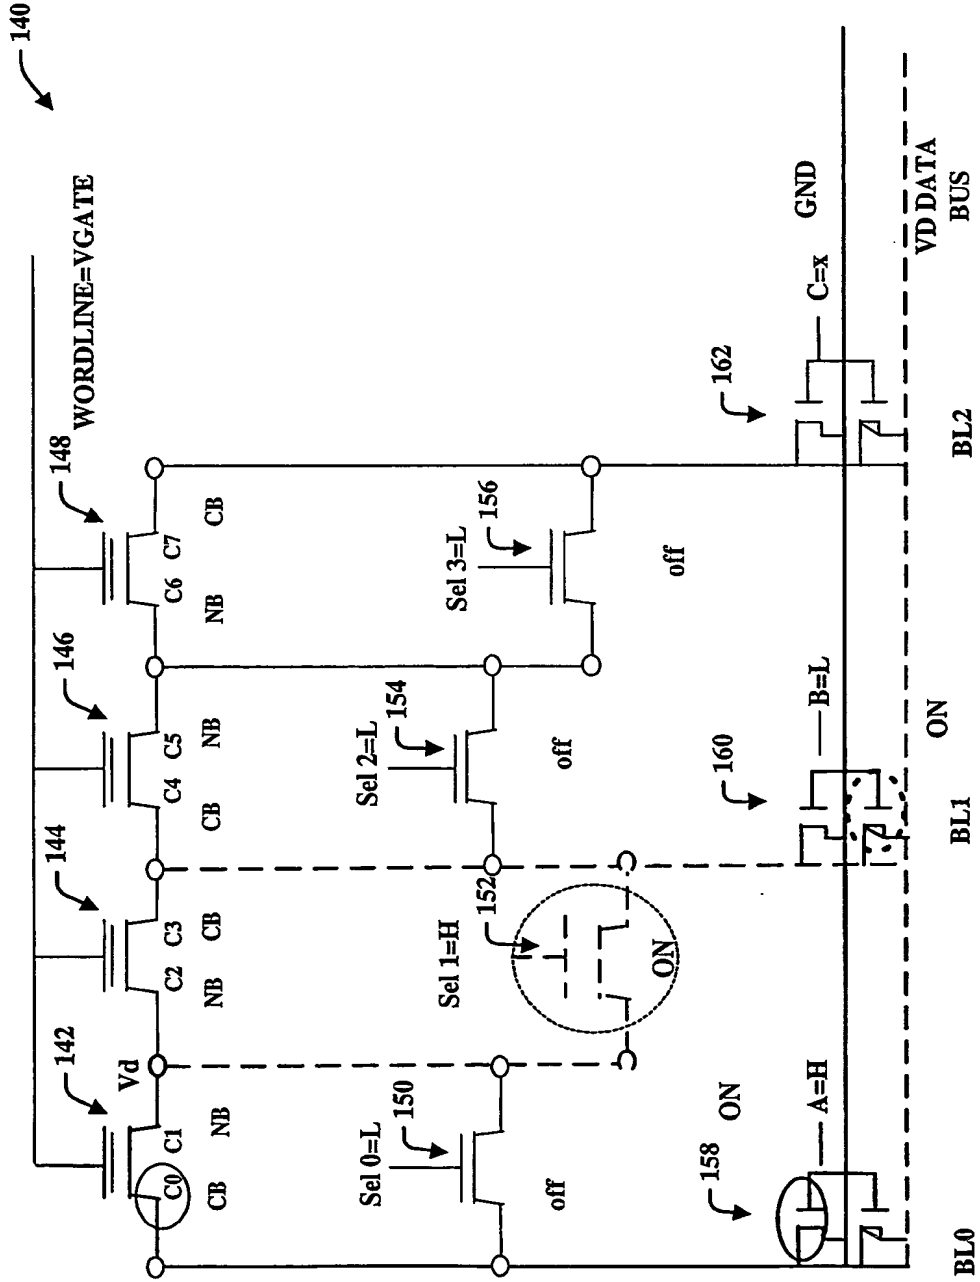 140
WORDLINE=VGATE
142
144
146
148
Vd
C0
C1
C2
C3
C4
C5
C6
C7
CB
NB
NB
CB
CB
NB
NB
CB
Sel 0=L
150
off
Sel 1=H
152
ON
Sel 2=L
154
off
Sel 3=L
156
off
158
ON
A=H
160
B=L
162
C=x
GND
VD DATA
BUS
BL0
BL1
ON
BL2